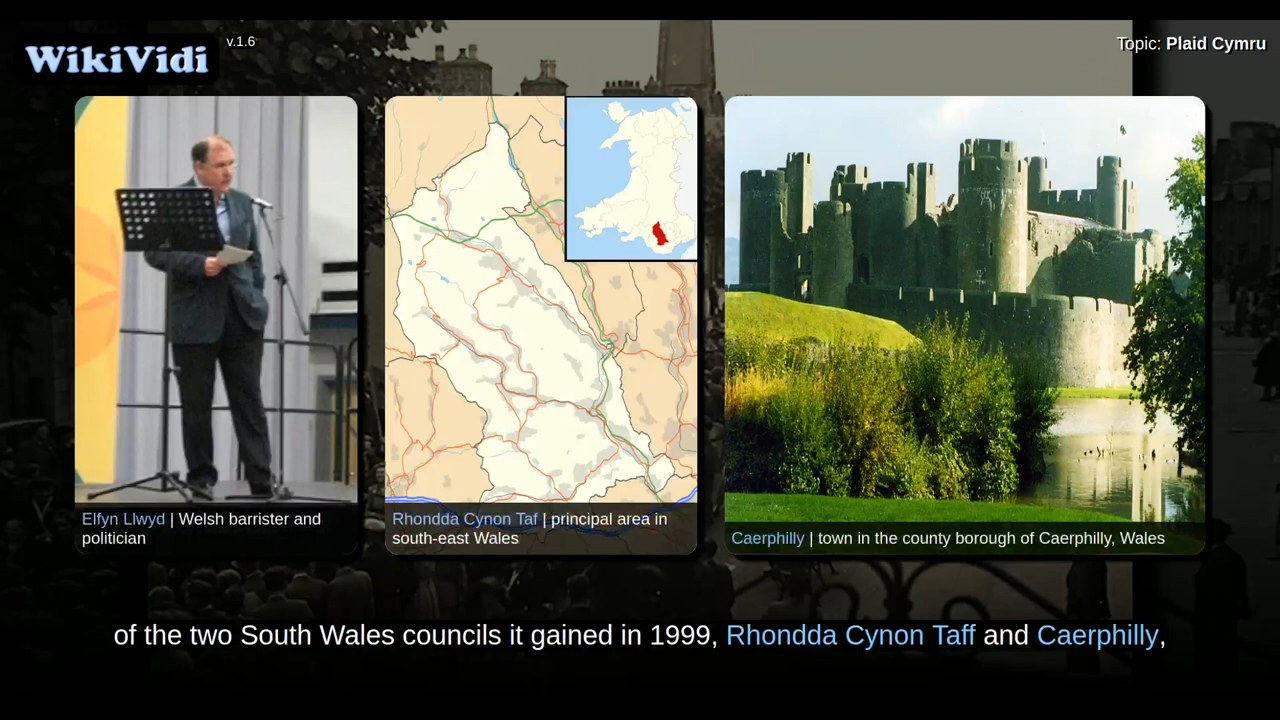 WikiVidi
v.1.6
Topic: Plaid Cymru
Elfyn Llwyd | Welsh barrister and
politician
Rhondda Cynon Taf | principal area in
south-east Wales
Caerphilly | town in the county borough of Caerphilly, Wales
of the two South Wales councils it gained in 1999, Rhondda Cynon Taff and Caerphilly,